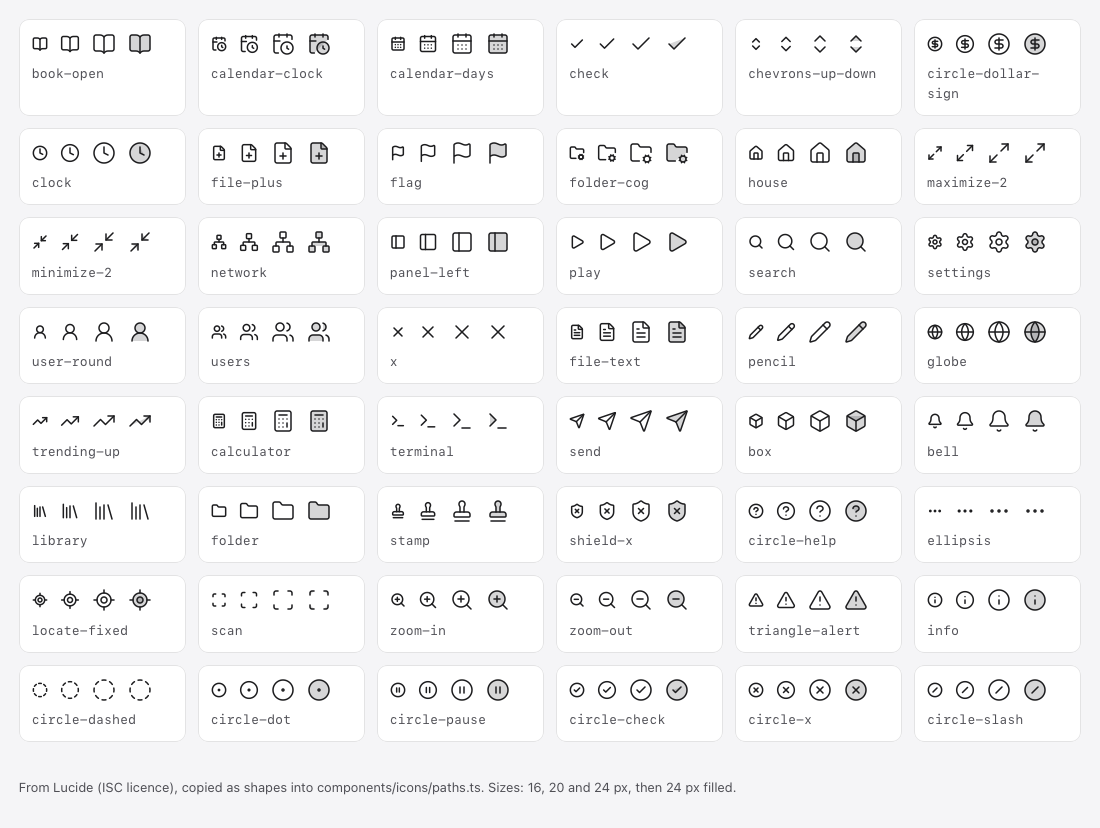 book-open
calendar-clock
calendar-days
check
chevrons-up-down
circle-dollar-
sign
clock
file-plus
flag
folder-cog
house
maximize-2
minimize-2
network
panel-left
play
search
settings
user-round
users
x
file-text
pencil
globe
trending-up
calculator
terminal
send
box
bell
library
folder
stamp
shield-x
circle-help
ellipsis
locate-fixed
scan
zoom-in
zoom-out
triangle-alert
info
circle-dashed
circle-dot
circle-pause
circle-check
circle-x
circle-slash
From Lucide (ISC licence), copied as shapes into components/icons/paths.ts. Sizes: 16, 20 and 24 px, then 24 px filled.